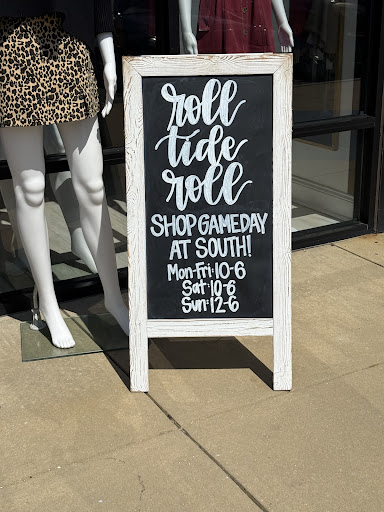 roll
tide
roll
SHOP GAMEDAY
AT SOUTH!
Mon-Fri: 10-6
Sat: 10-6
Sun: 12-6